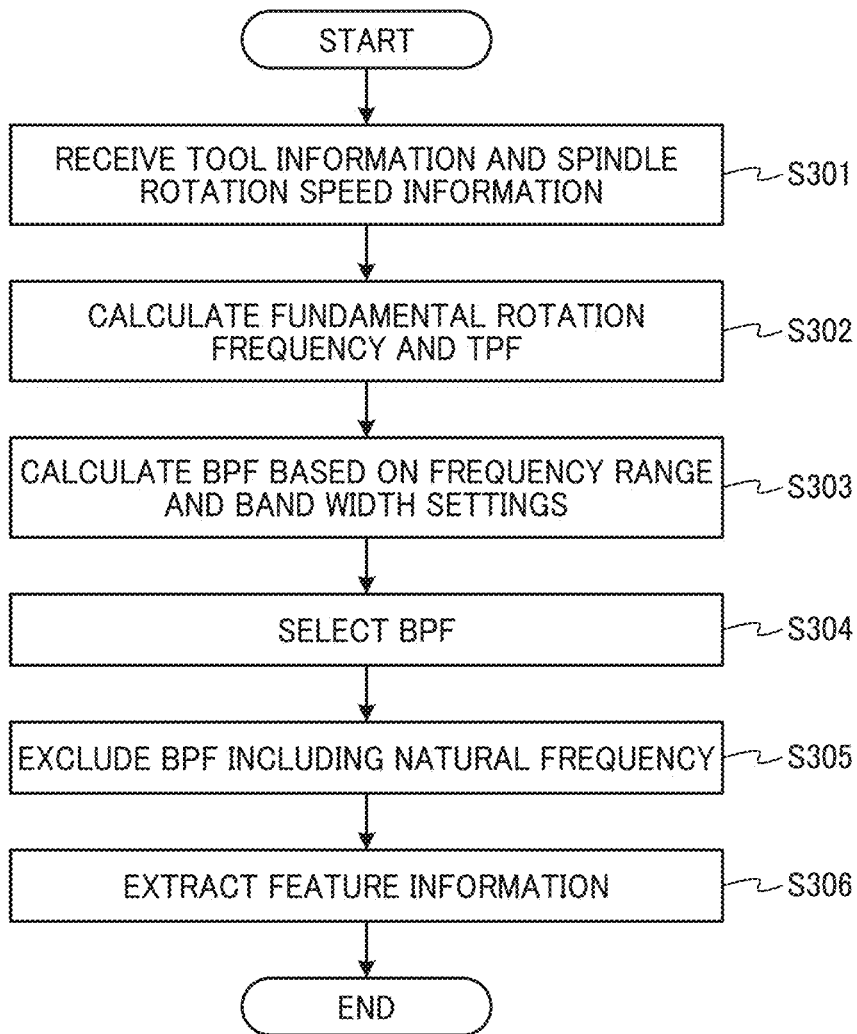 START
RECEIVE TOOL INFORMATION AND SPINDLE
ROTATION SPEED INFORMATION
S301
CALCULATE FUNDAMENTAL ROTATION
FREQUENCY AND TPF
S302
CALCULATE BPF BASED ON FREQUENCY RANGE
AND BAND WIDTH SETTINGS
S303
SELECT BPF
S304
EXCLUDE BPF INCLUDING NATURAL FREQUENCY
S305
EXTRACT FEATURE INFORMATION
S306
END